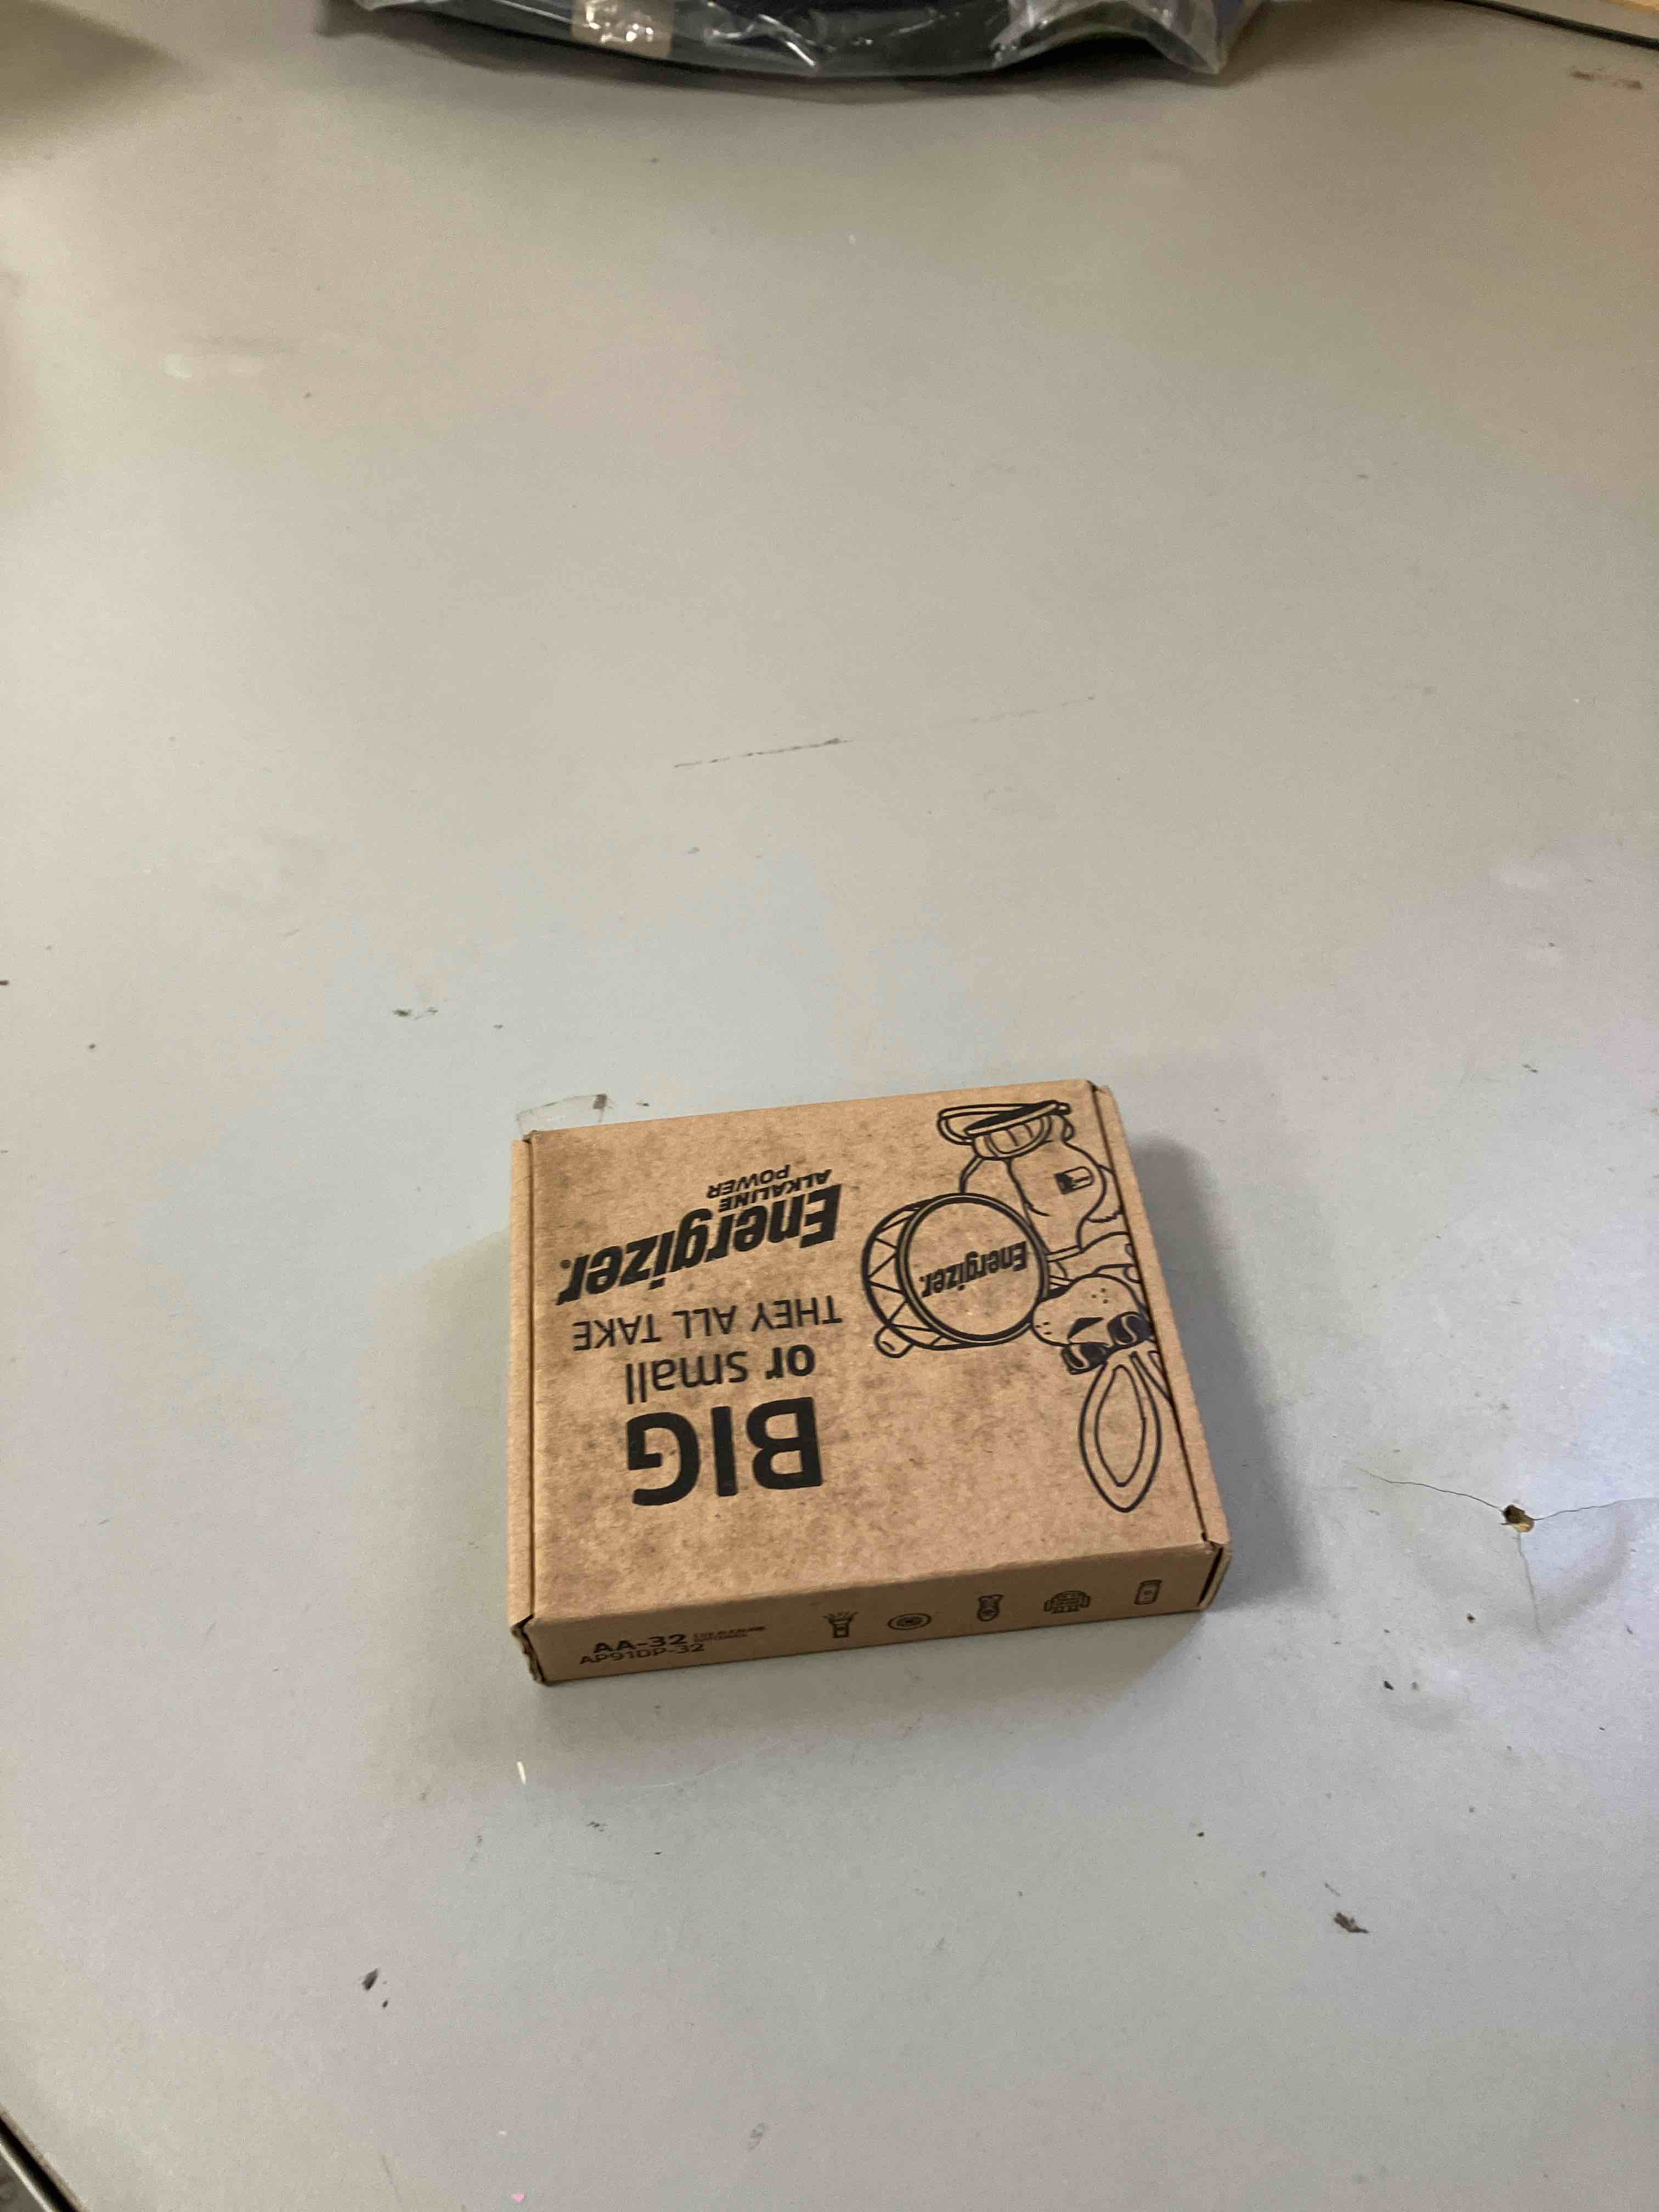 BIG
or small
THEY ALL TAKE
Energizer.
ALKALINE
POWER
Energizer.
AA-32
AP91DP-32